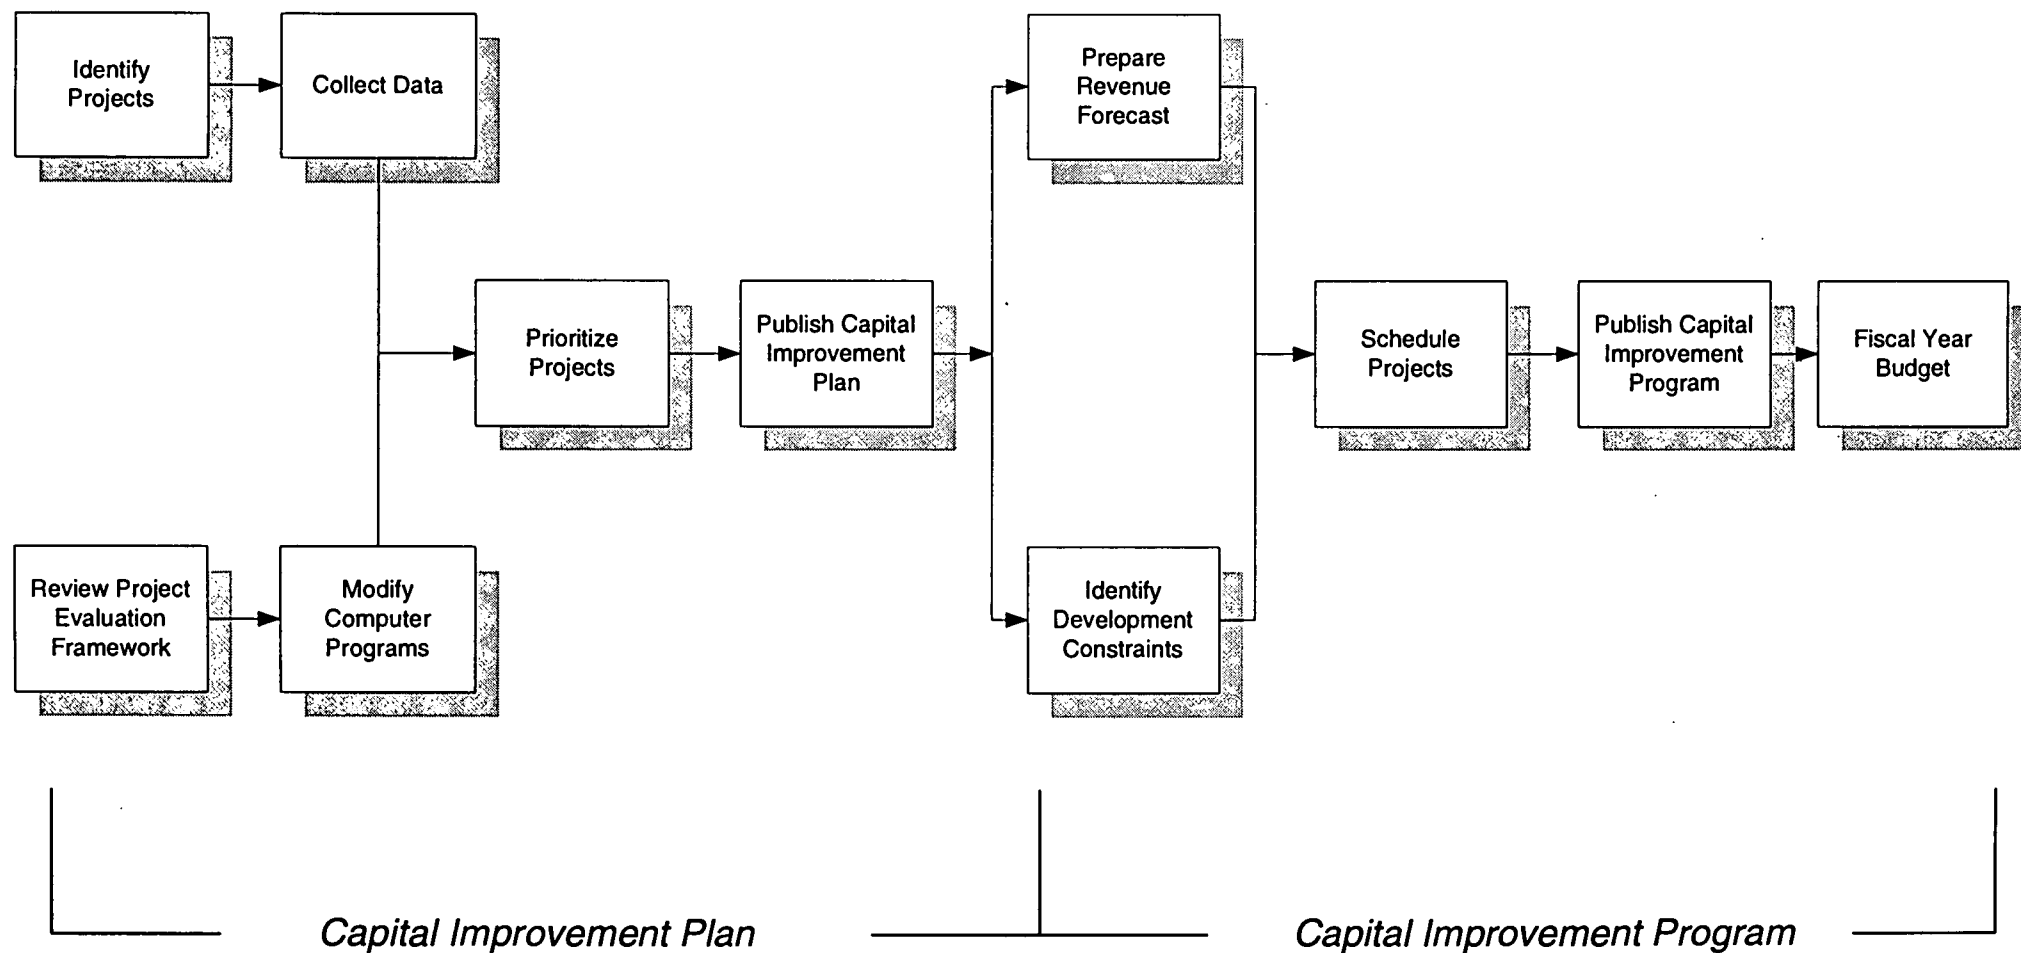 Identify
Projects
Collect Data
Prepare
Revenue
Forecast
Prioritize
Projects
Publish Capital
Improvement
Plan
Schedule
Projects
Publish Capital
Improvement
Program
Fiscal Year
Budget
Review Project
Evaluation
Framework
Modify
Computer
Programs
Identify
Development
Constraints
Capital Improvement Plan
Capital Improvement Program